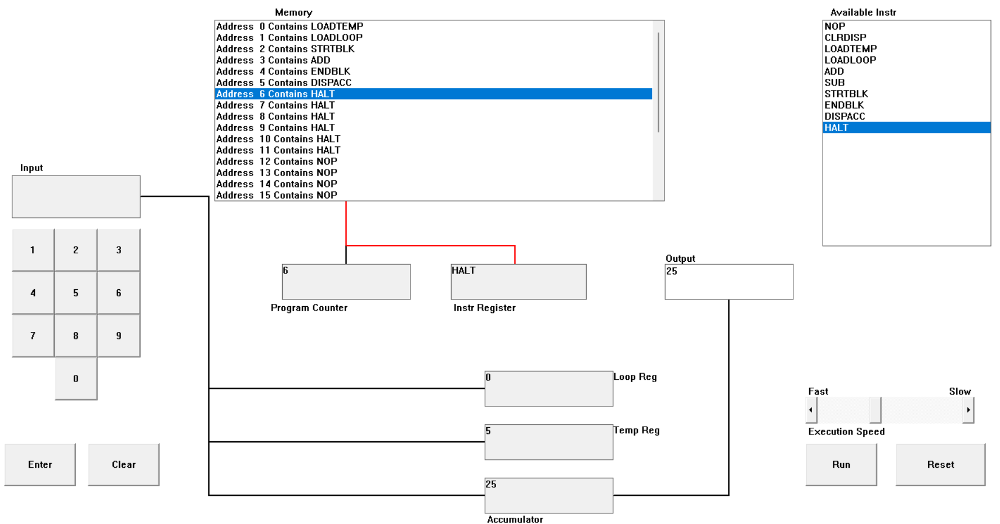 Memory
Address 0 Contains LOADTEMP
Address 1 Contains LOADLOOP
Address 2 Contains STRTBLK
Address 3 Contains ADD
Address 4 Contains ENDBLK
Address 5 Contains DISPACC
Address 6 Contains HALT
Address 7 Contains HALT
Address 8 Contains HALT
Address 9 Contains HALT
Address 10 Contains HALT
Address 11 Contains HALT
Address 12 Contains NOP
Address 13 Contains NOP
Address 14 Contains NOP
Address 15 Contains NOP
Available Instr
NOP
CLRDISP
LOADTEMP
LOADLOOP
ADD
SUB
STRTBLK
ENDBLK
DISPACC
HALT
Input
1 2 3
4 5 6
7 8 9
0
Enter Clear
6
Program Counter
HALT
Instr Register
Output
25
0
Loop Reg
5
Temp Reg
25
Accumulator
Fast Slow
Execution Speed
Run Reset